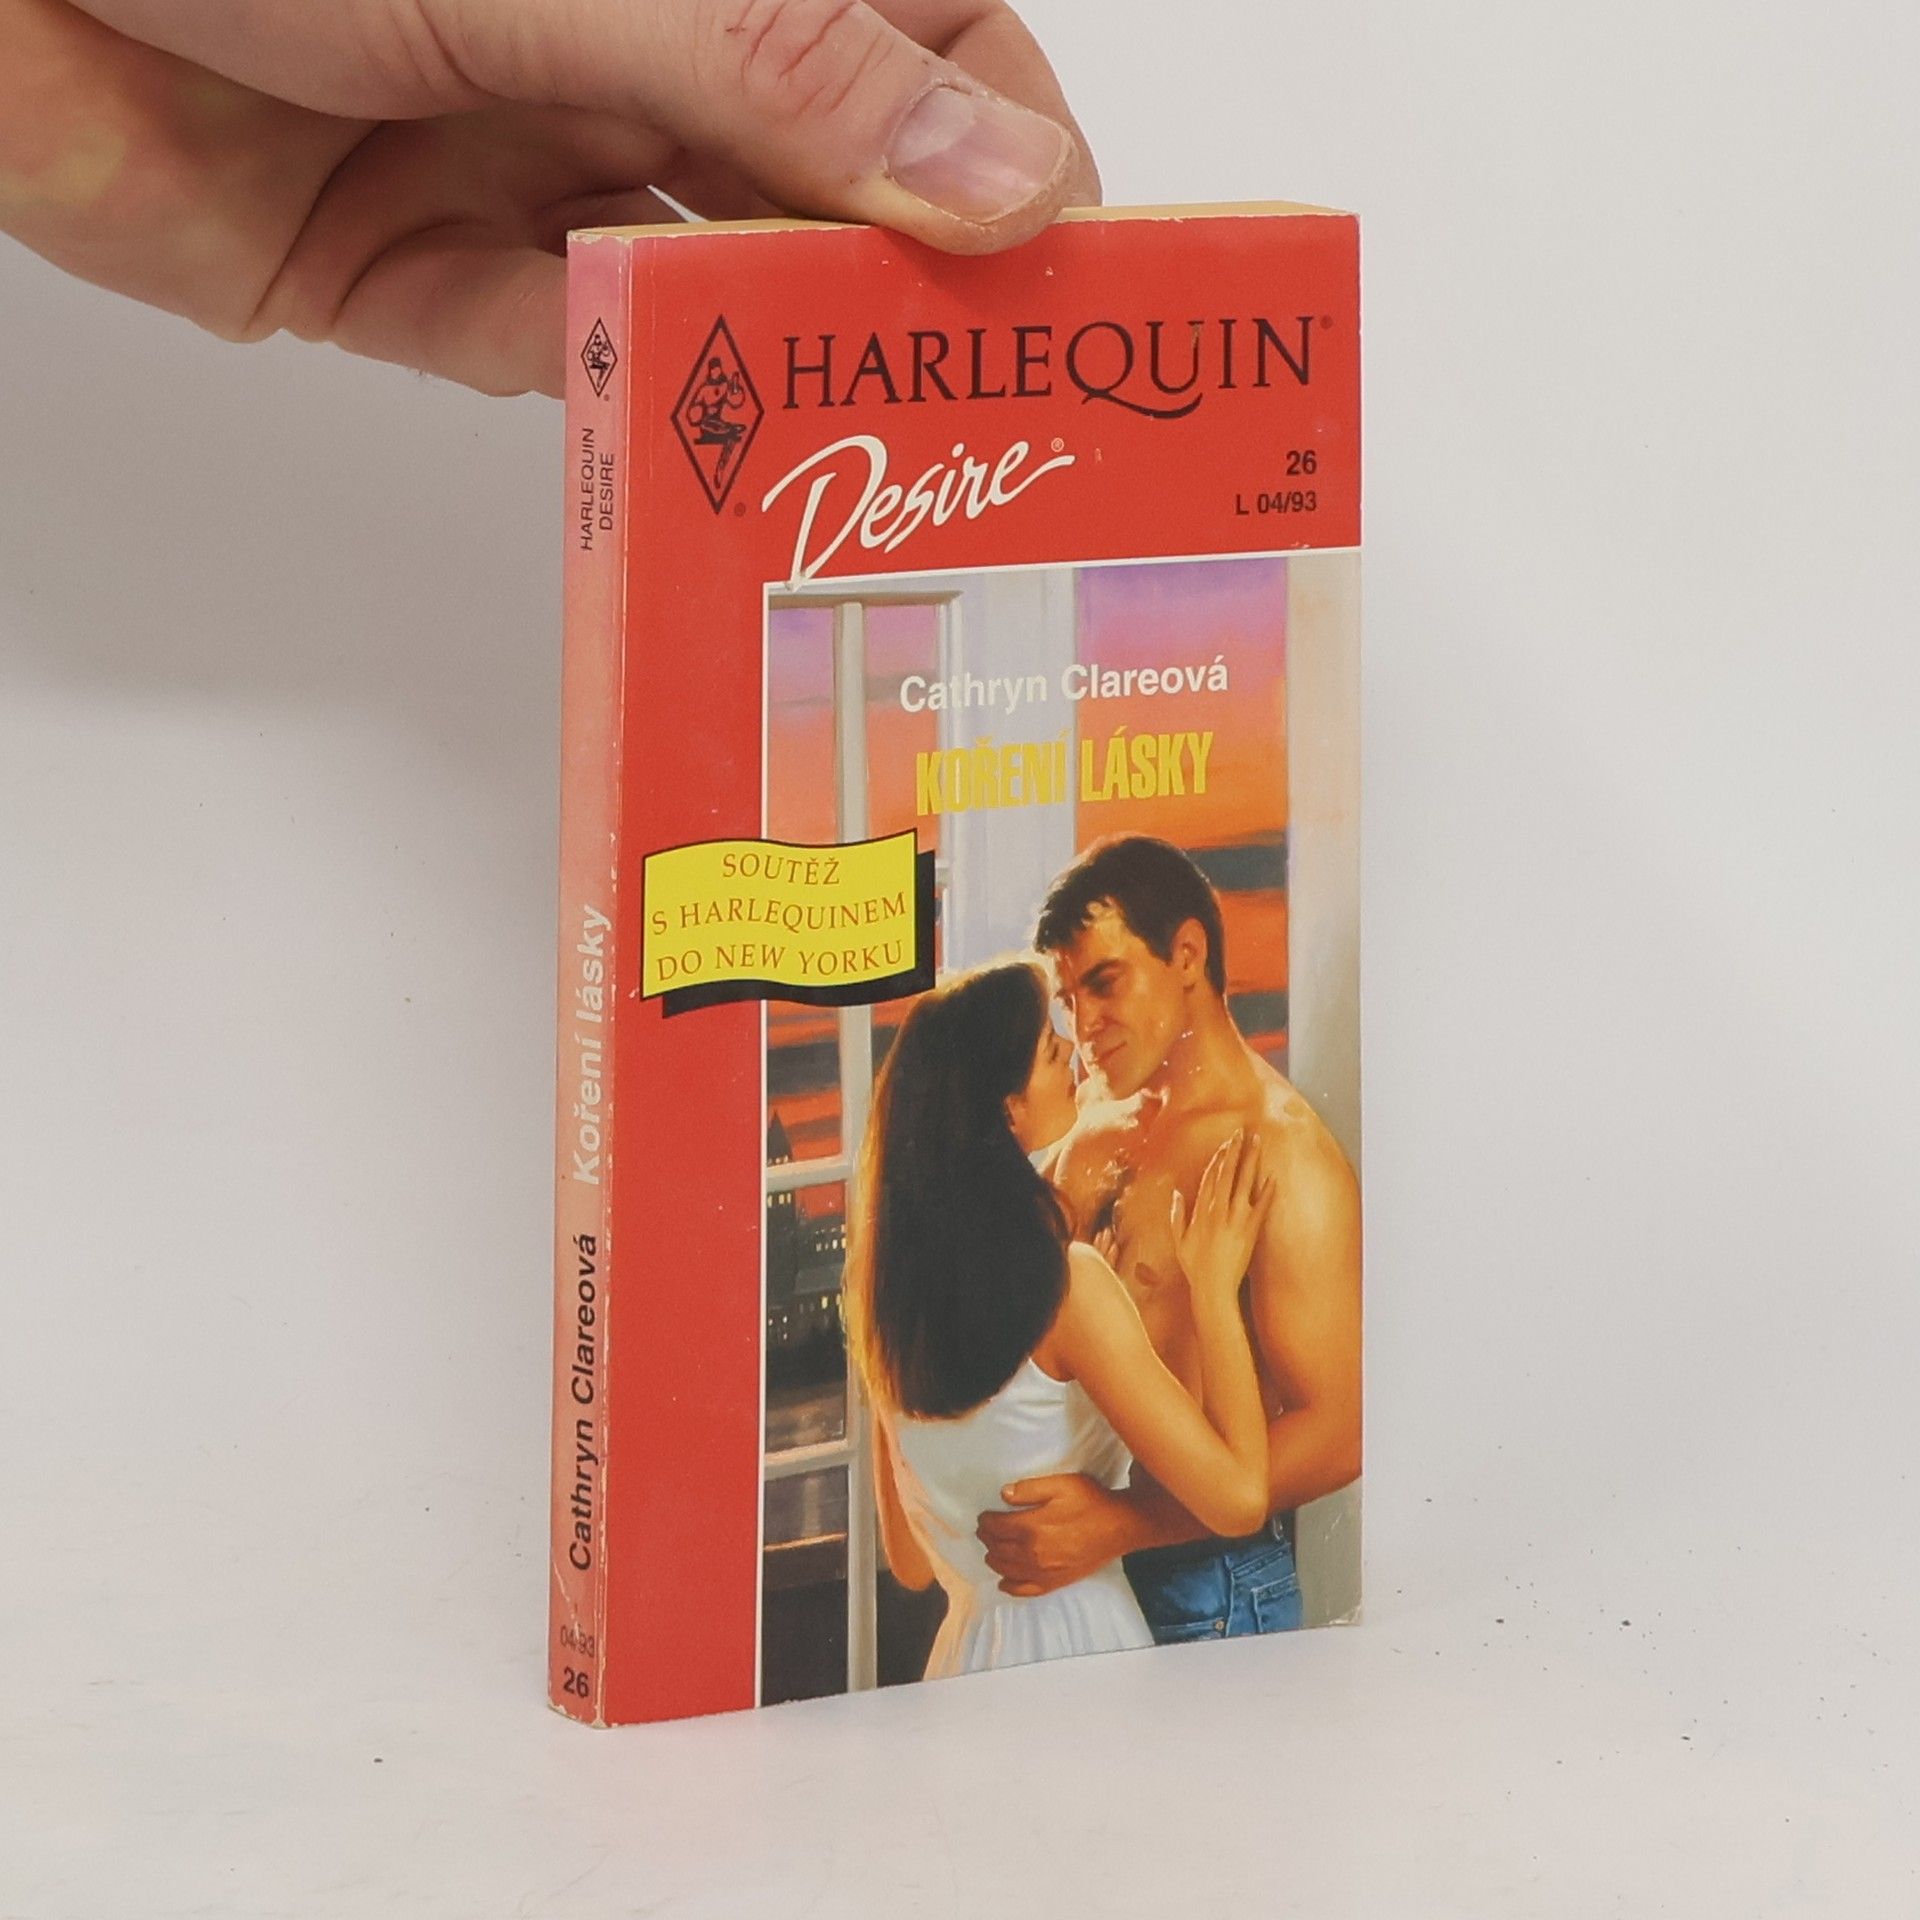 HARLEQUIN®
Desire®
26
L 04/93
Cathryn Clareová
KOŘENÍ LÁSKY
SOUTĚŽ
S HARLEQUINEM
DO NEW YORKU
HARLEQUIN
DESIRE
Koření lásky
Cathryn Clareová
04/93
26